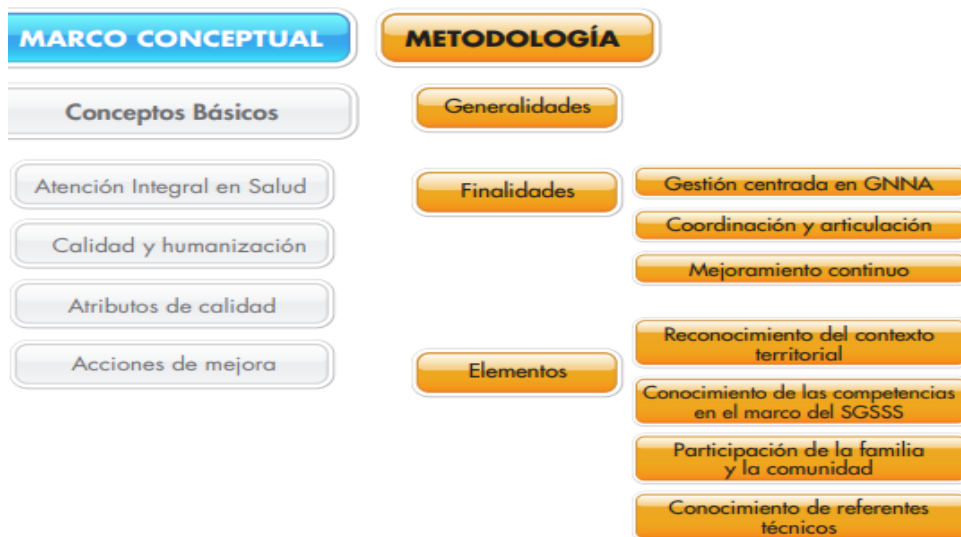 MARCO CONCEPTUAL
Conceptos Básicos
Atención Integral en Salud
Calidad y humanización
Atributos de calidad
Acciones de mejora
METODOLOGÍA
Generalidades
Finalidades
Gestión centrada en GNNA
Coordinación y articulación
Mejoramiento continuo
Elementos
Reconocimiento del contexto
territorial
Conocimiento de las competencias
en el marco del SGSSS
Participación de la familia
y la comunidad
Conocimiento de referentes
técnicos